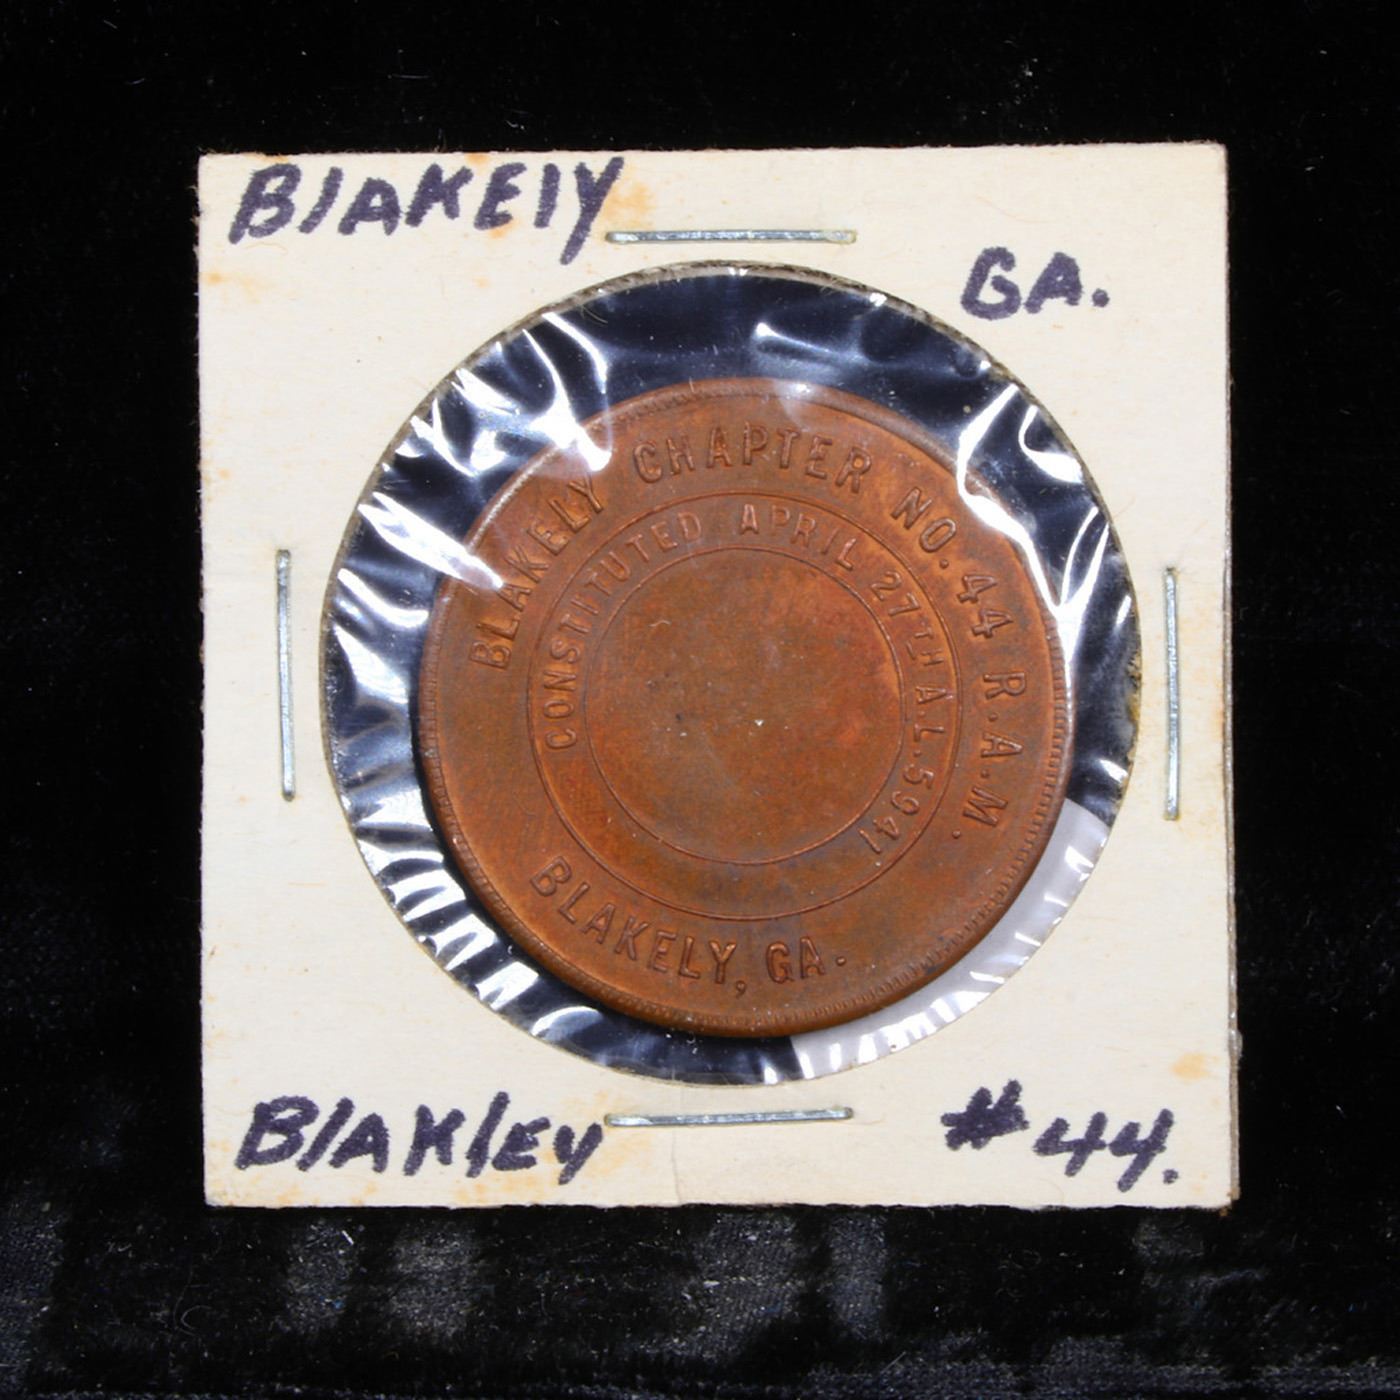 BlAKElY
GA.
BLAKELY CHAPTER NO. 44 R.A.M.
CONSTITUTED APRIL 27TH A.L. 5941
BLAKELY, GA.
BlAKlEY
#44.